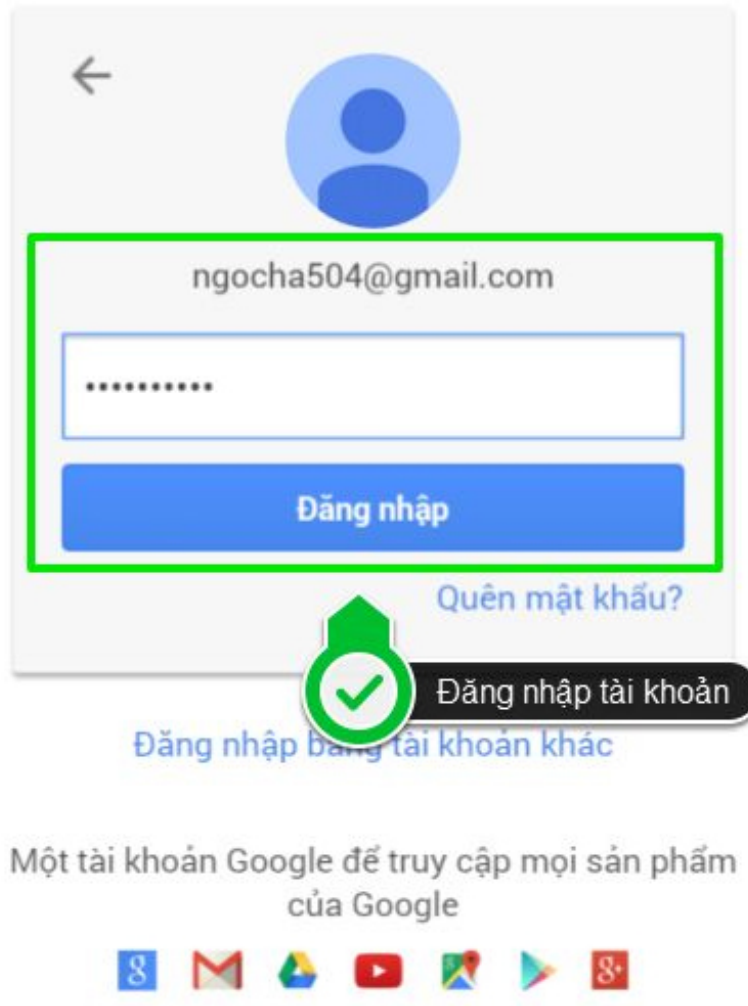 ngocha504@gmail.com
••••••••••
Đăng nhập
Quên mật khẩu?
Đăng nhập tài khoản
Đăng nhập bằng tài khoản khác
Một tài khoản Google để truy cập mọi sản phẩm
của Google